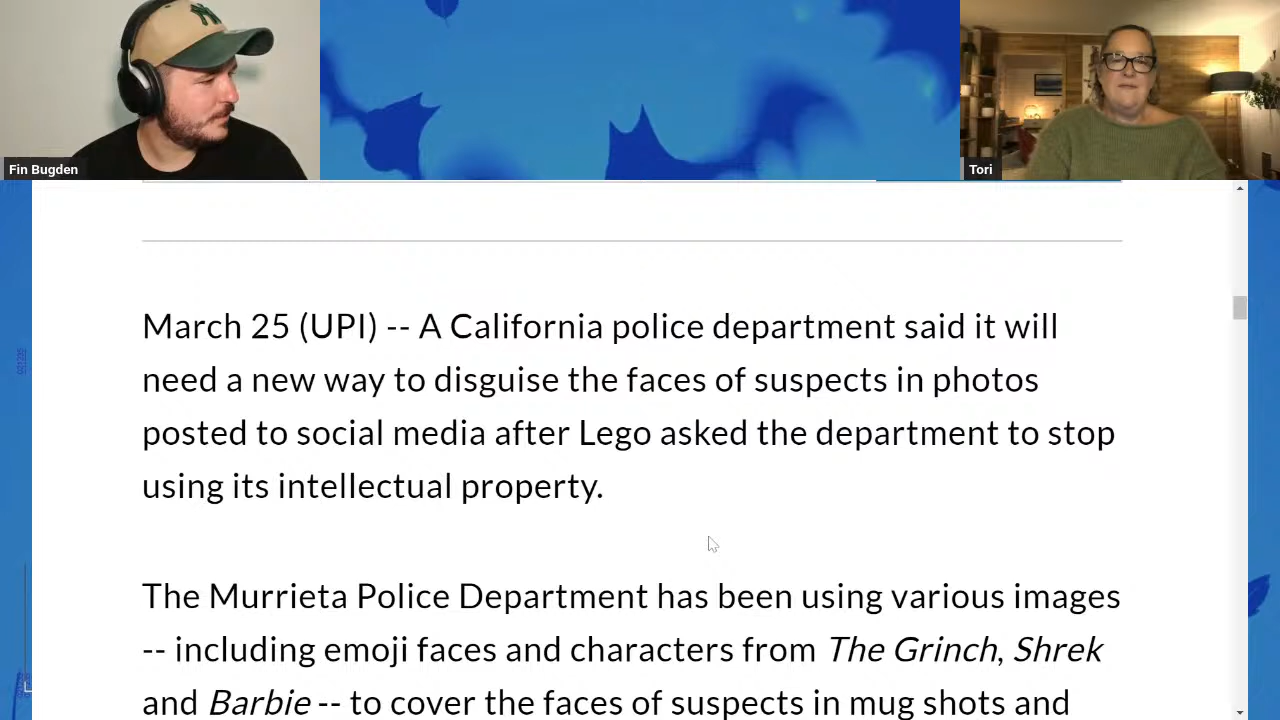 Fin Bugden
Tori
March 25 (UPI) -- A California police department said it will
need a new way to disguise the faces of suspects in photos
posted to social media after Lego asked the department to stop
using its intellectual property.
The Murrieta Police Department has been using various images
-- including emoji faces and characters from The Grinch, Shrek
and Barbie -- to cover the faces of suspects in mug shots and